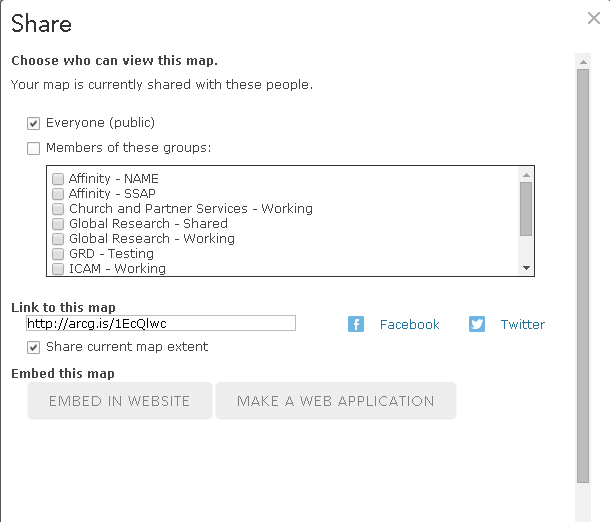 Share
Choose who can view this map.
Your map is currently shared with these people.
Everyone (public)
Members of these groups:
Affinity - NAME
Affinity - SSAP
Church and Partner Services - Working
Global Research - Shared
Global Research - Working
GRD - Testing
ICAM - Working
Link to this map
http://arcg.is/1EcQlwc
Facebook
Twitter
Share current map extent
Embed this map
EMBED IN WEBSITE
MAKE A WEB APPLICATION